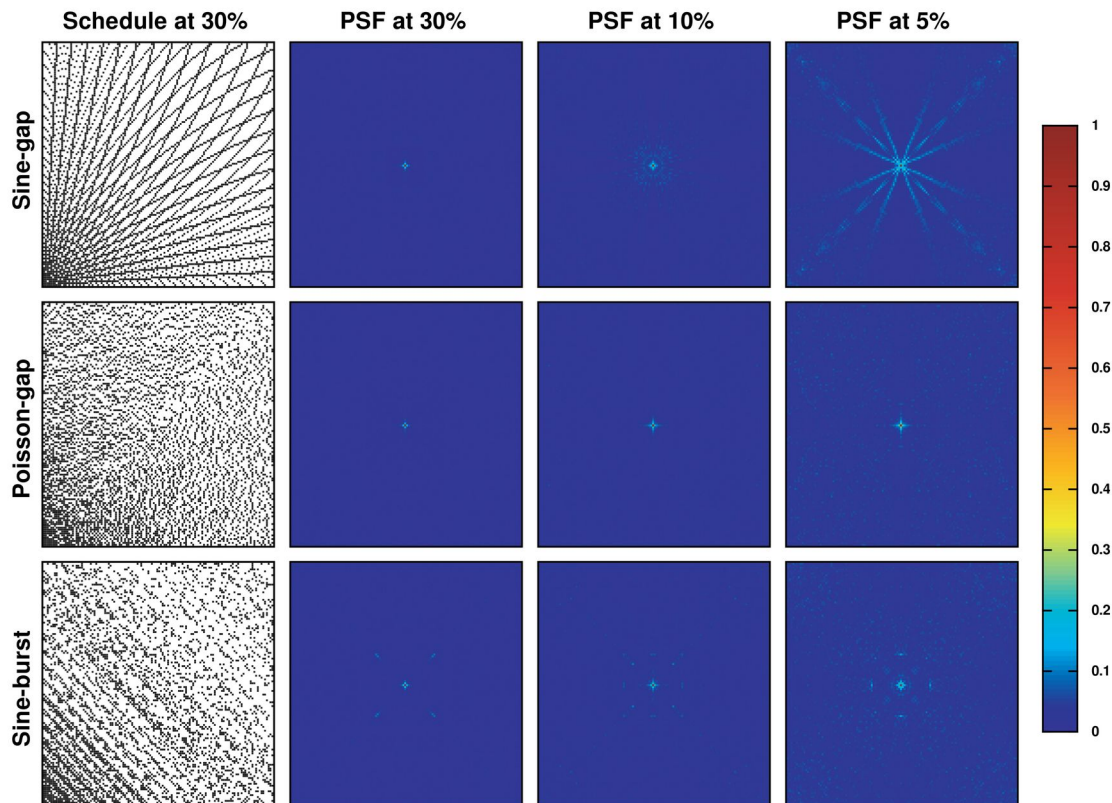 Schedule at 30% PSF at 30% PSF at 10% PSF at 5%
Sine-gap
1
0.9
0.8
0.7
0.6
0.5
0.4
0.3
0.2
0.1
0
Poisson-gap
Sine-burst